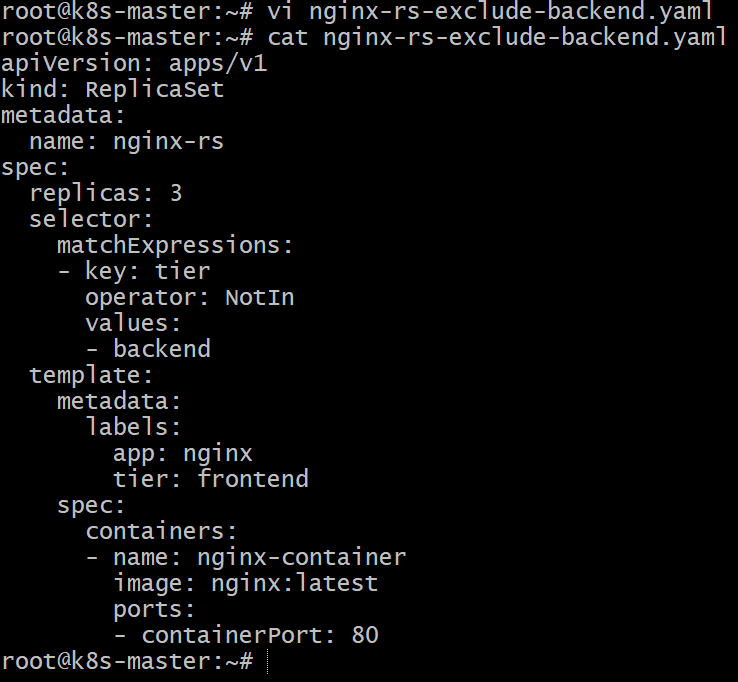 root@k8s-master:~# vi nginx-rs-exclude-backend.yaml
root@k8s-master:~# cat nginx-rs-exclude-backend.yaml
apiVersion: apps/v1
kind: ReplicaSet
metadata:
  name: nginx-rs
spec:
  replicas: 3
  selector:
    matchExpressions:
    - key: tier
      operator: NotIn
      values:
      - backend
  template:
    metadata:
      labels:
        app: nginx
        tier: frontend
    spec:
      containers:
      - name: nginx-container
        image: nginx:latest
        ports:
        - containerPort: 80
root@k8s-master:~#